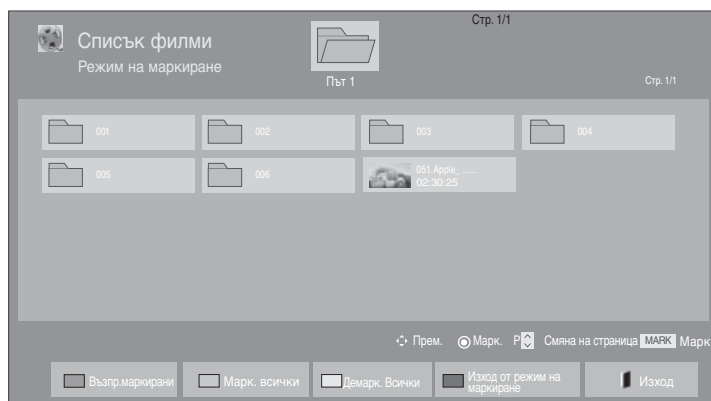 Стр. 1/1
Списък филми
Режим на маркиране
Път 1
Стр. 1/1
001
002
003
004
005
006
051. Apple_ ......
02:30:25
Прем.
Марк.
P
Смяна на страница
MARK
Марк
Възпр.маркирани
Марк. всички
Демарк. Всички
Изход от режим на
маркиране
Изход